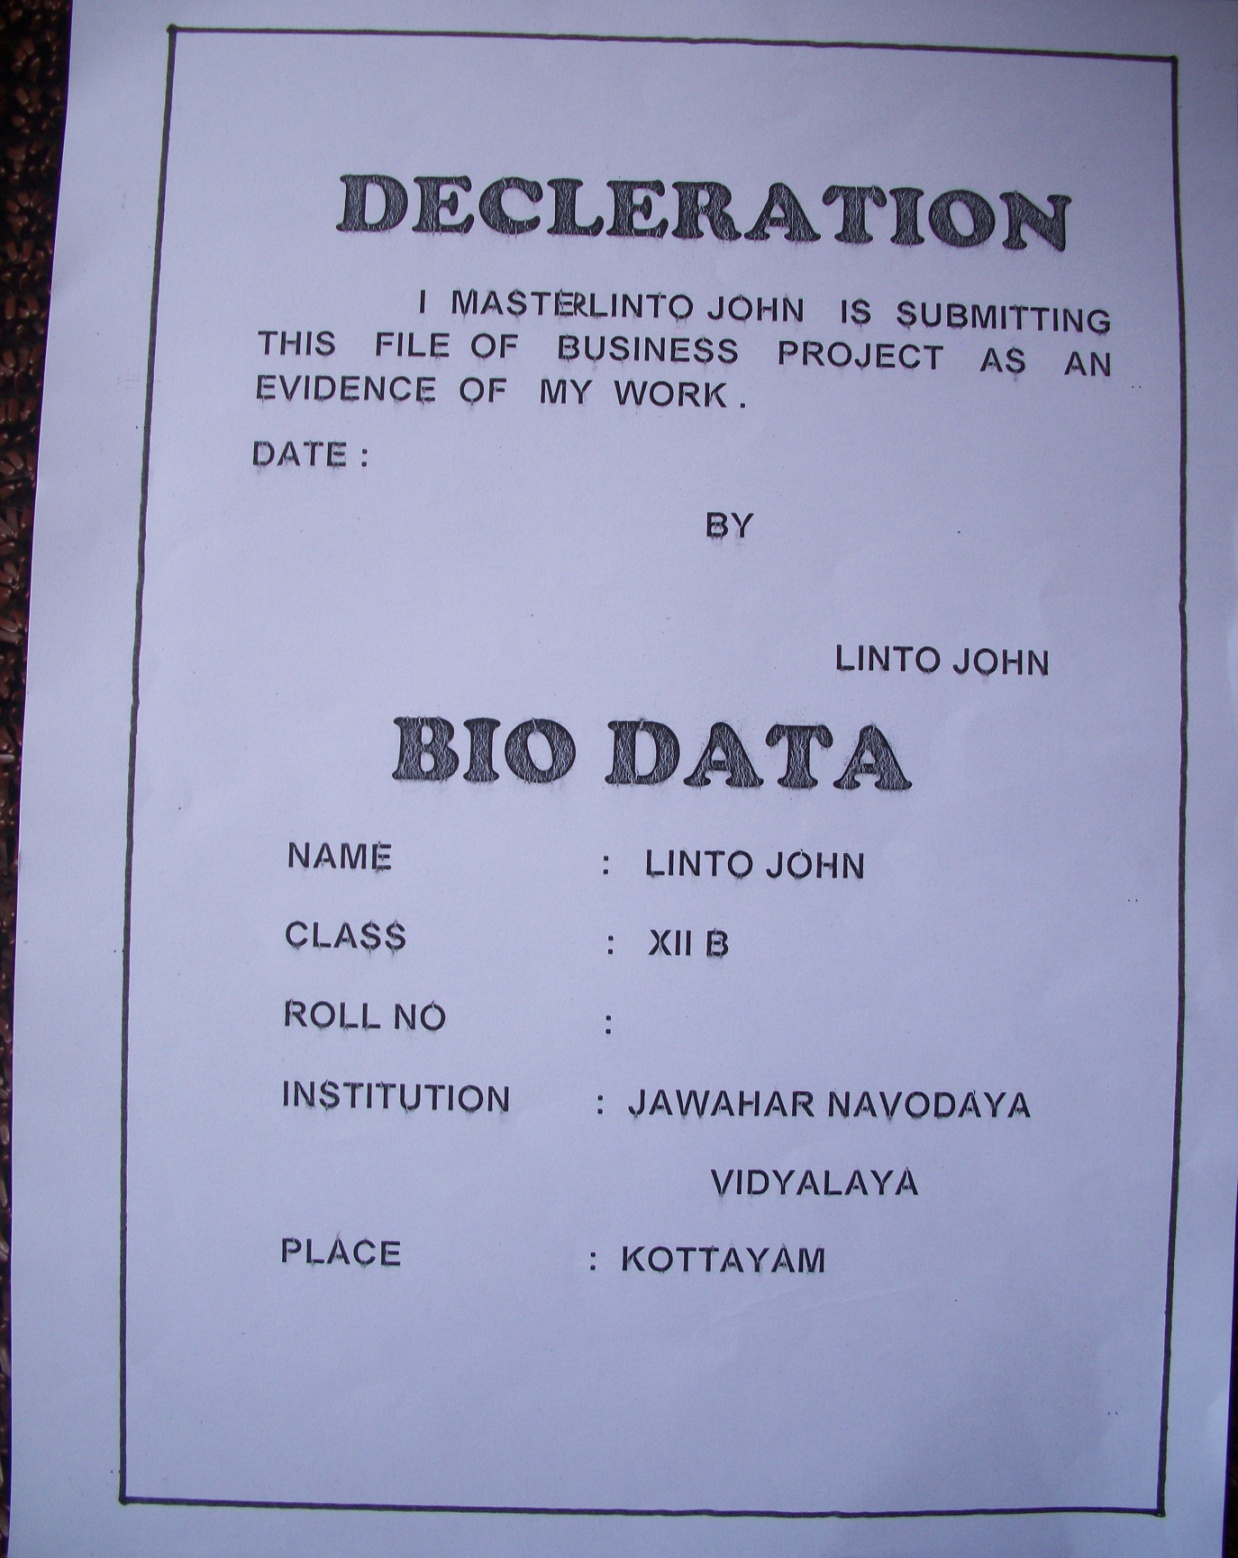 DECLERATION
I MASTERLINTO JOHN IS SUBMITTING
THIS FILE OF BUSINESS PROJECT AS AN
EVIDENCE OF MY WORK .
DATE :
BY
LINTO JOHN
BIO DATA
NAME : LINTO JOHN
CLASS : XII B
ROLL NO :
INSTITUTION : JAWAHAR NAVODAYA
VIDYALAYA
PLACE : KOTTAYAM